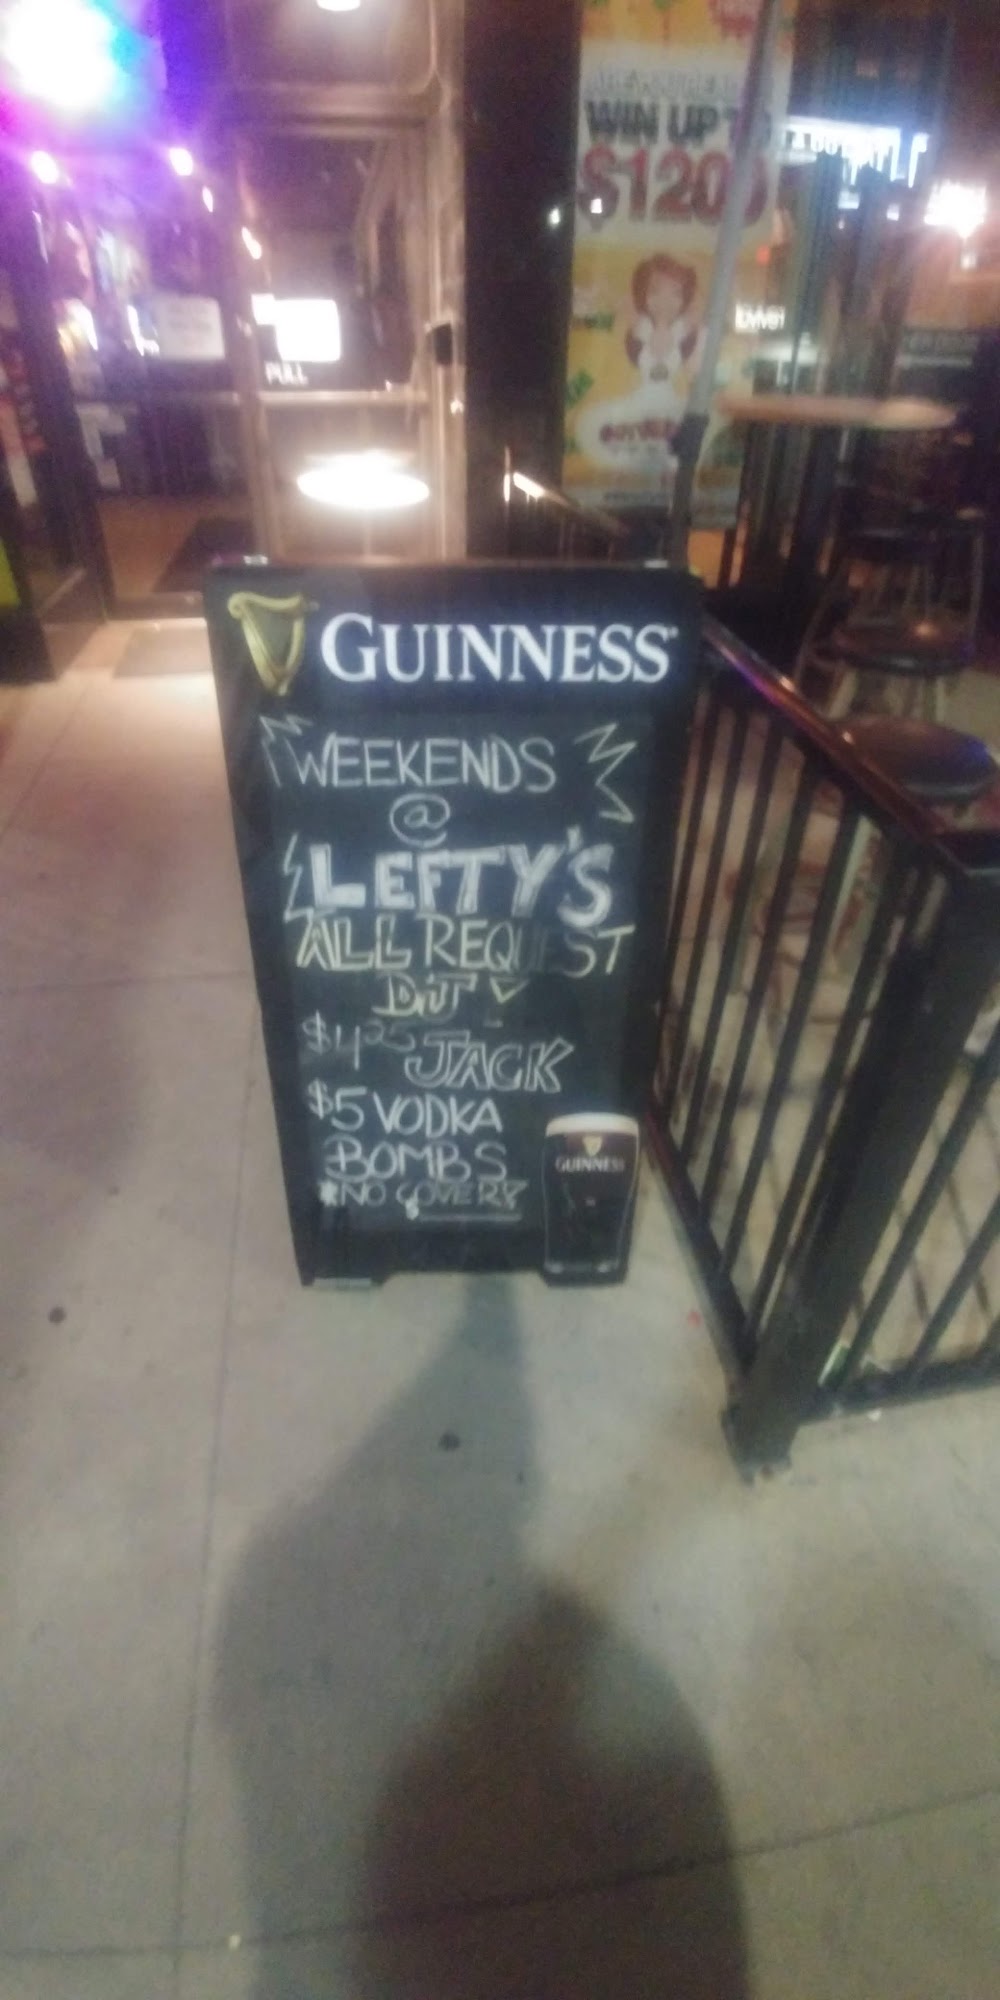 WIN UP TO
$1200
PULL
GUINNESS
WEEKENDS
@
LEFTY'S
ALL REQUEST
DJ
$4.25 JACK
$5 VODKA
BOMBS
*NO COVER*
GUINNESS